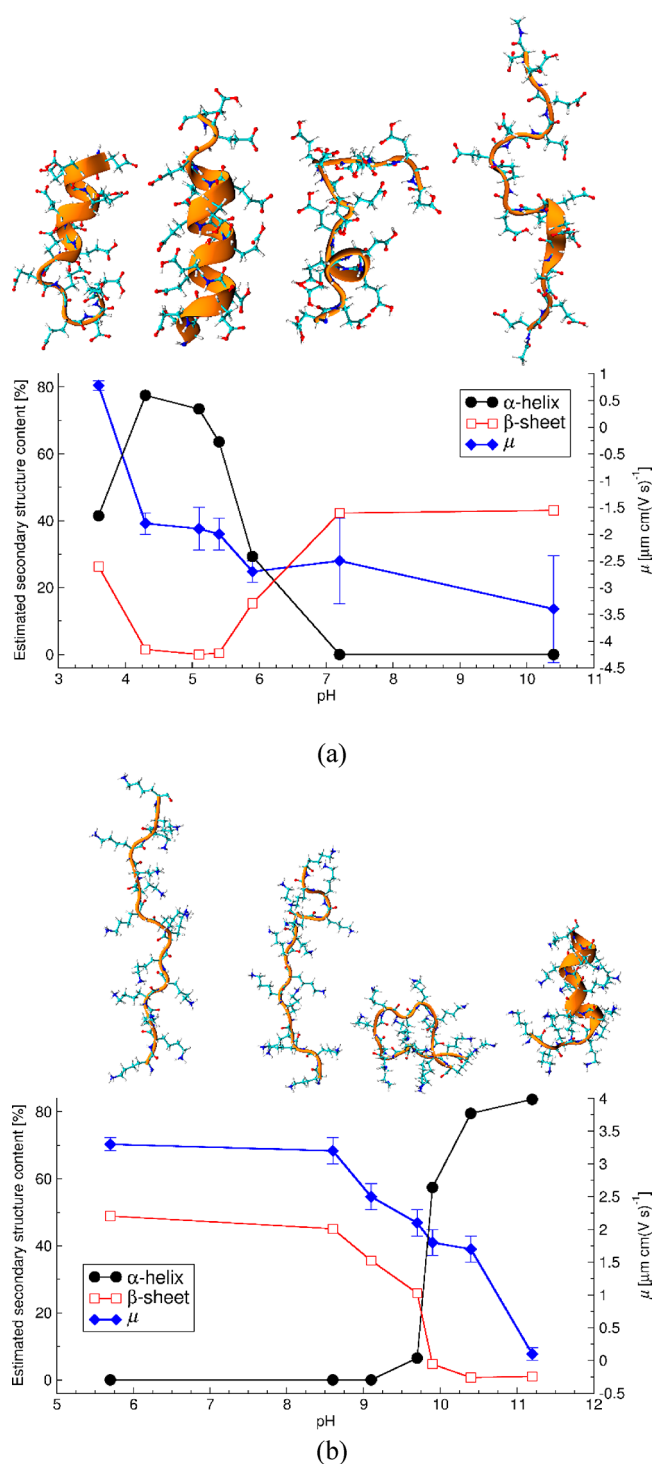 Estimated secondary structure content [%]
80
60
40
20
0
α-helix
β-sheet
μ
1
0.5
0
-0.5
-1
-1.5
-2
-2.5
-3
-3.5
-4
-4.5
μ [μm cm(V s)⁻¹]
3 4 5 6 7 8 9 10 11
pH
(a)
Estimated secondary structure content [%]
80
60
40
20
0
α-helix
β-sheet
μ
4
3.5
3
2.5
2
1.5
1
0.5
0
-0.5
μ [μm cm(V s)⁻¹]
5 6 7 8 9 10 11 12
pH
(b)